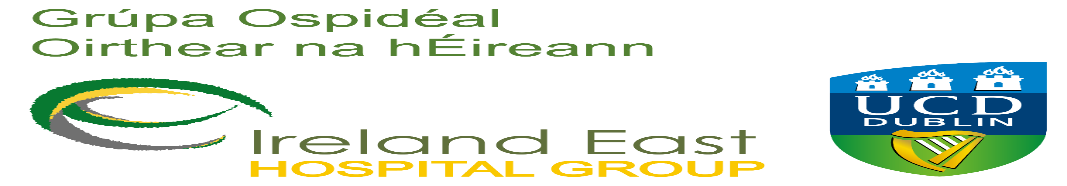 Grúpa Ospidéal
Oirthear na hÉireann
Ireland East
HOSPITAL GROUP
UCD
DUBLIN